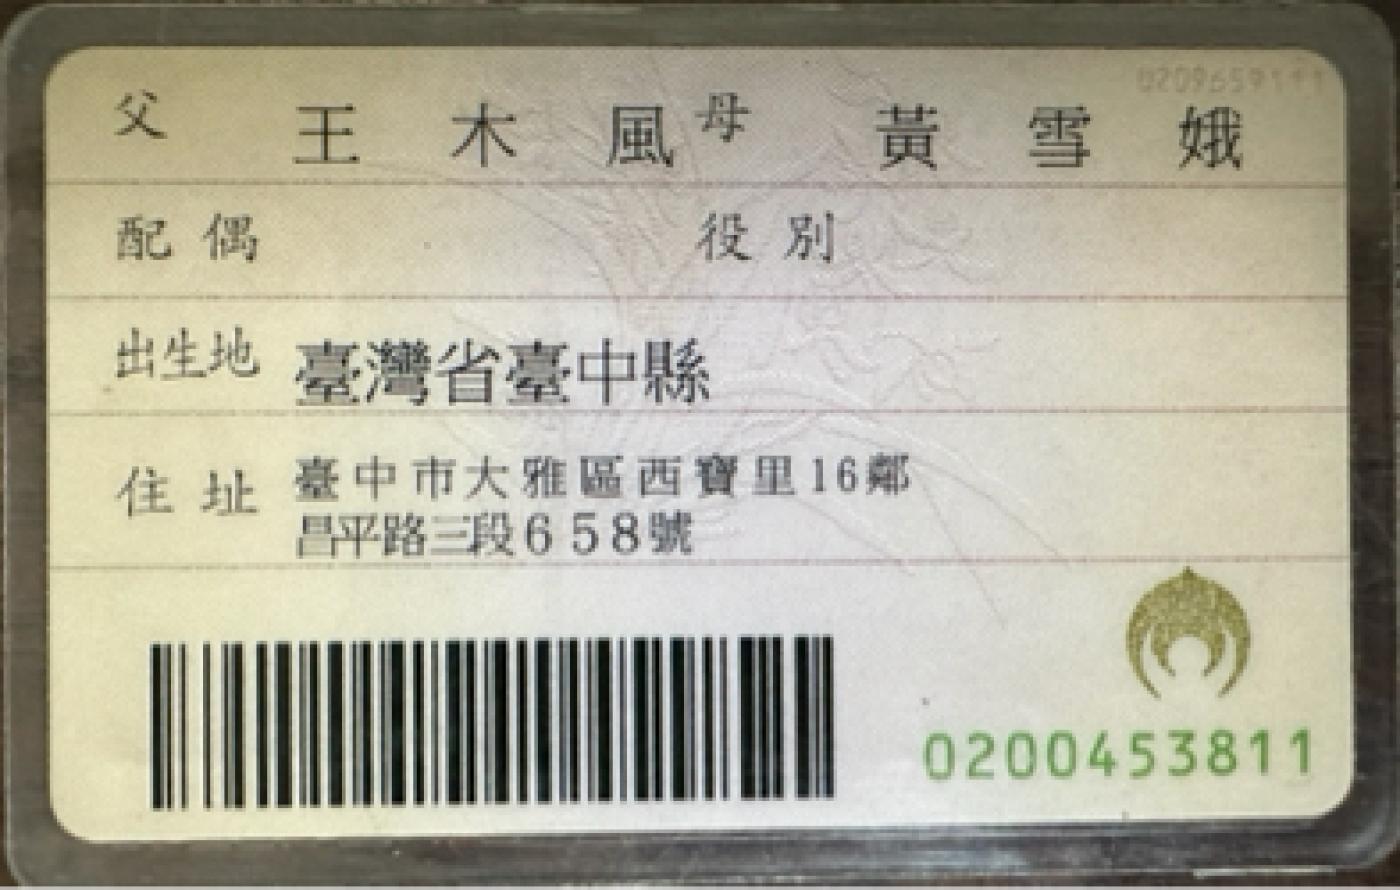 父 王木風 母 黃雪娥
配偶 役別
出生地 臺灣省臺中縣
住址 臺中市大雅區西寶里16鄰
昌平路三段658號
0200453811